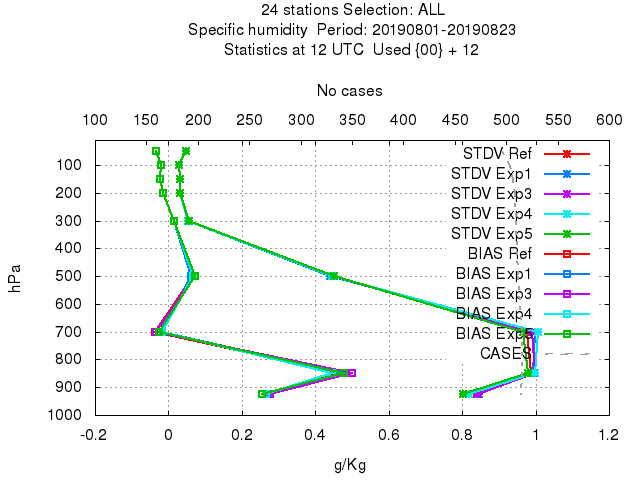 24 stations Selection: ALL
Specific humidity  Period: 20190801-20190823
Statistics at 12 UTC  Used {00} + 12
No cases
100 150 200 250 300 350 400 450 500 550 600
STDV Ref
STDV Exp1
STDV Exp3
STDV Exp4
STDV Exp5
BIAS Ref
BIAS Exp1
BIAS Exp3
BIAS Exp4
BIAS Exp5
CASES
hPa
100
200
300
400
500
600
700
800
900
1000
-0.2 0 0.2 0.4 0.6 0.8 1 1.2
g/Kg